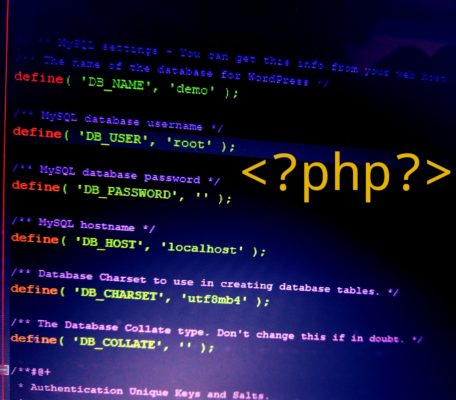 MySQL settings - You can get this info from your web host
/** The name of the database for WordPress */
define( 'DB_NAME', 'demo' );
/** MySQL database username */
define( 'DB_USER', 'root' );
<?php?>
/** MySQL database password */
define( 'DB_PASSWORD', '' );
/** MySQL hostname */
define( 'DB_HOST', 'localhost' );
/** Database Charset to use in creating database tables. */
define( 'DB_CHARSET', 'utf8mb4' );
/** The Database Collate type. Don't change this if in doubt. */
define( 'DB_COLLATE', '' );
/**#@+
* Authentication Unique Keys and Salts.